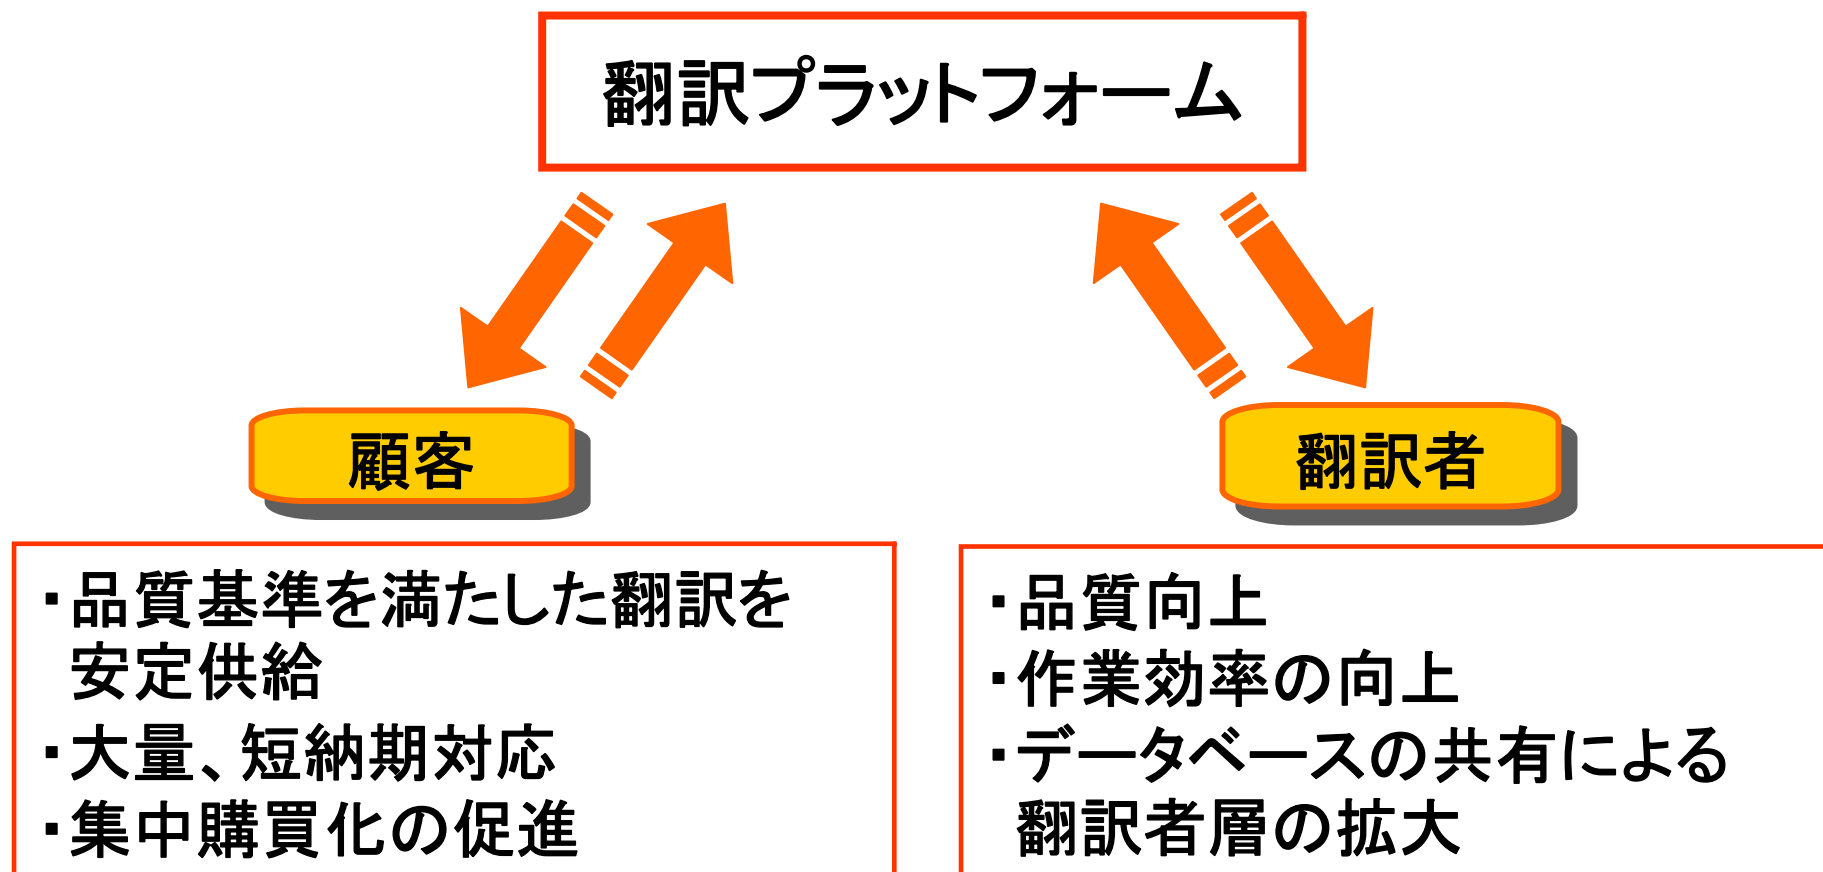 翻訳プラットフォーム
顧客
翻訳者
・品質基準を満たした翻訳を
安定供給
・大量、短納期対応
・集中購買化の促進
・品質向上
・作業効率の向上
・データベースの共有による
翻訳者層の拡大